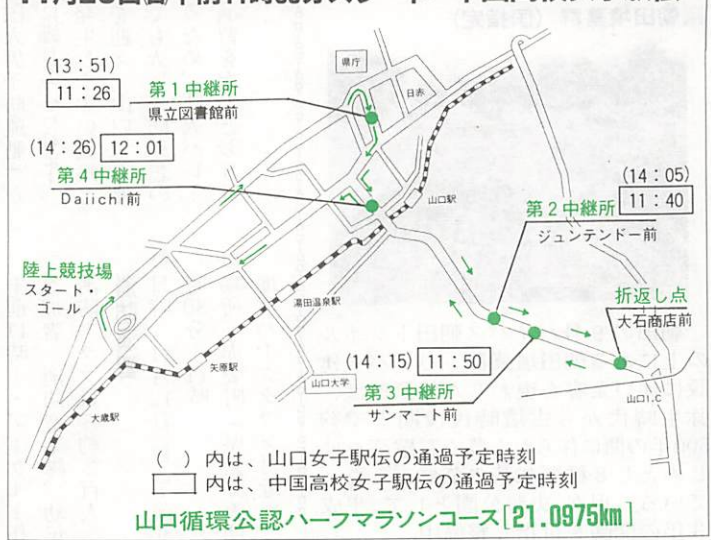 県庁
日赤
(13:51)
11:26
第1中継所
県立図書館前
(14:26) 12:01
第4中継所
Daiichi前
山口駅
(14:05)
11:40
第2中継所
ジュンテンドー前
陸上競技場
スタート・
ゴール
湯田温泉駅
折返し点
大石商店前
矢原駅
山口大学
(14:15) 11:50
第3中継所
サンマート前
山口I.C
大歳駅
( ) 内は、山口女子駅伝の通過予定時刻
内は、中国高校女子駅伝の通過予定時刻
山口循環公認ハーフマラソンコース[21.0975km]